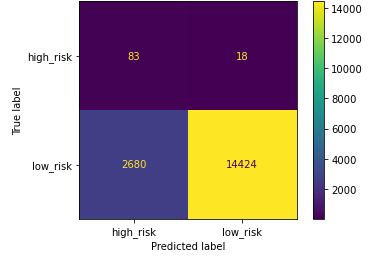 high_risk 83 18
low_risk 2680 14424
high_risk low_risk
Predicted label
True label
14000
12000
10000
8000
6000
4000
2000